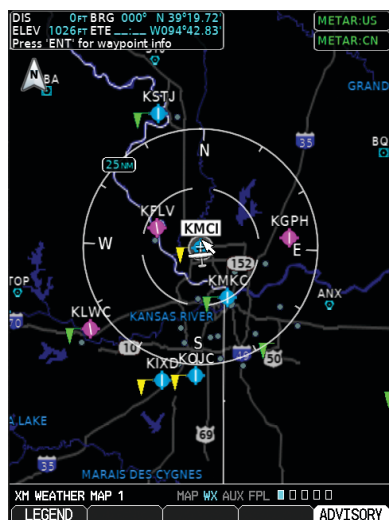 DIS 0FT BRG 000° N 39°19.72'
ELEV 1026FT ETE __:__ W094°42.83'
Press 'ENT' for waypoint info
METAR:US
METAR:CN
N
BA
GRAND
KSTJ
35
BQ
N
25NM
KFLV
KMCI
KGPH
W
E
152
TOP
KMKC
ANX
KANSAS RIVER
KLWC
70
10
S
50
KIXD
KOJC
69
A LAKE
35
MARAIS DES CYGNES
XM WEATHER MAP 1
MAP WX AUX FPL
LEGEND
ADVISORY